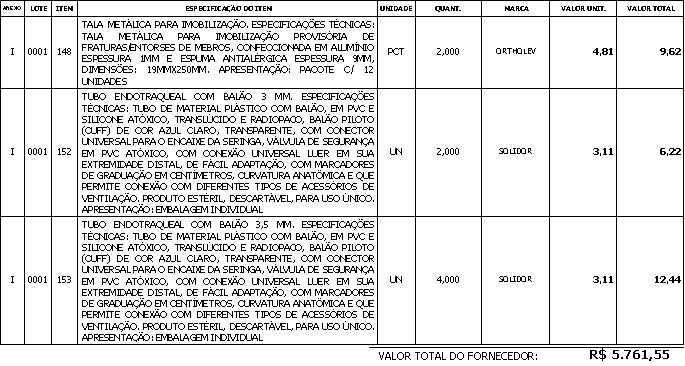 ANEXO LOTE ITEM ESPECIFICAÇÃO DO ITEM UNIDADE QUANT. MARCA VALOR UNIT. VALOR TOTAL
TALA METÁLICA PARA IMOBILIZAÇÃO. ESPECIFICAÇÕES TÉCNICAS:
TALA METÁLICA PARA IMOBILIZAÇÃO PROVISÓRIA DE
FRATURAS/ENTORSES DE MEBROS, CONFECCIONADA EM ALUMÍNIO
I 0001 148 ESPESSURA 1MM E ESPUMA ANTIALÉRGICA ESPESSURA 9MM, PCT 2,000 ORTHOLEV 4,81 9,62
DIMENSÕES: 19MMX250MM. APRESENTAÇÃO: PACOTE C/ 12
UNIDADES
TUBO ENDOTRAQUEAL COM BALÃO 3 MM. ESPECIFICAÇÕES
TÉCNICAS: TUBO DE MATERIAL PLÁSTICO COM BALÃO, EM PVC E
SILICONE ATÓXICO, TRANSLÚCIDO E RADIOPACO, BALÃO PILOTO
(CUFF) DE COR AZUL CLARO, TRANSPARENTE, COM CONECTOR
UNIVERSAL PARA O ENCAIXE DA SERINGA, VÁLVULA DE SEGURANÇA
I 0001 152 EM PVC ATÓXICO, COM CONEXÃO UNIVERSAL LUER EM SUA UN 2,000 SOLIDOR 3,11 6,22
EXTREMIDADE DISTAL, DE FÁCIL ADAPTAÇÃO, COM MARCADORES
DE GRADUAÇÃO EM CENTÍMETROS, CURVATURA ANATÔMICA E QUE
PERMITE CONEXÃO COM DIFERENTES TIPOS DE ACESSÓRIOS DE
VENTILAÇÃO. PRODUTO ESTÉRIL, DESCARTÁVEL, PARA USO ÚNICO.
APRESENTAÇÃO: EMBALAGEM INDIVIDUAL
TUBO ENDOTRAQUEAL COM BALÃO 3,5 MM. ESPECIFICAÇÕES
TÉCNICAS: TUBO DE MATERIAL PLÁSTICO COM BALÃO, EM PVC E
SILICONE ATÓXICO, TRANSLÚCIDO E RADIOPACO, BALÃO PILOTO
(CUFF) DE COR AZUL CLARO, TRANSPARENTE, COM CONECTOR
UNIVERSAL PARA O ENCAIXE DA SERINGA, VÁLVULA DE SEGURANÇA
I 0001 153 EM PVC ATÓXICO, COM CONEXÃO UNIVERSAL LUER EM SUA UN 4,000 SOLIDOR 3,11 12,44
EXTREMIDADE DISTAL, DE FÁCIL ADAPTAÇÃO, COM MARCADORES
DE GRADUAÇÃO EM CENTÍMETROS, CURVATURA ANATÔMICA E QUE
PERMITE CONEXÃO COM DIFERENTES TIPOS DE ACESSÓRIOS DE
VENTILAÇÃO. PRODUTO ESTÉRIL, DESCARTÁVEL, PARA USO ÚNICO.
APRESENTAÇÃO: EMBALAGEM INDIVIDUAL
VALOR TOTAL DO FORNECEDOR: R$ 5.761,55